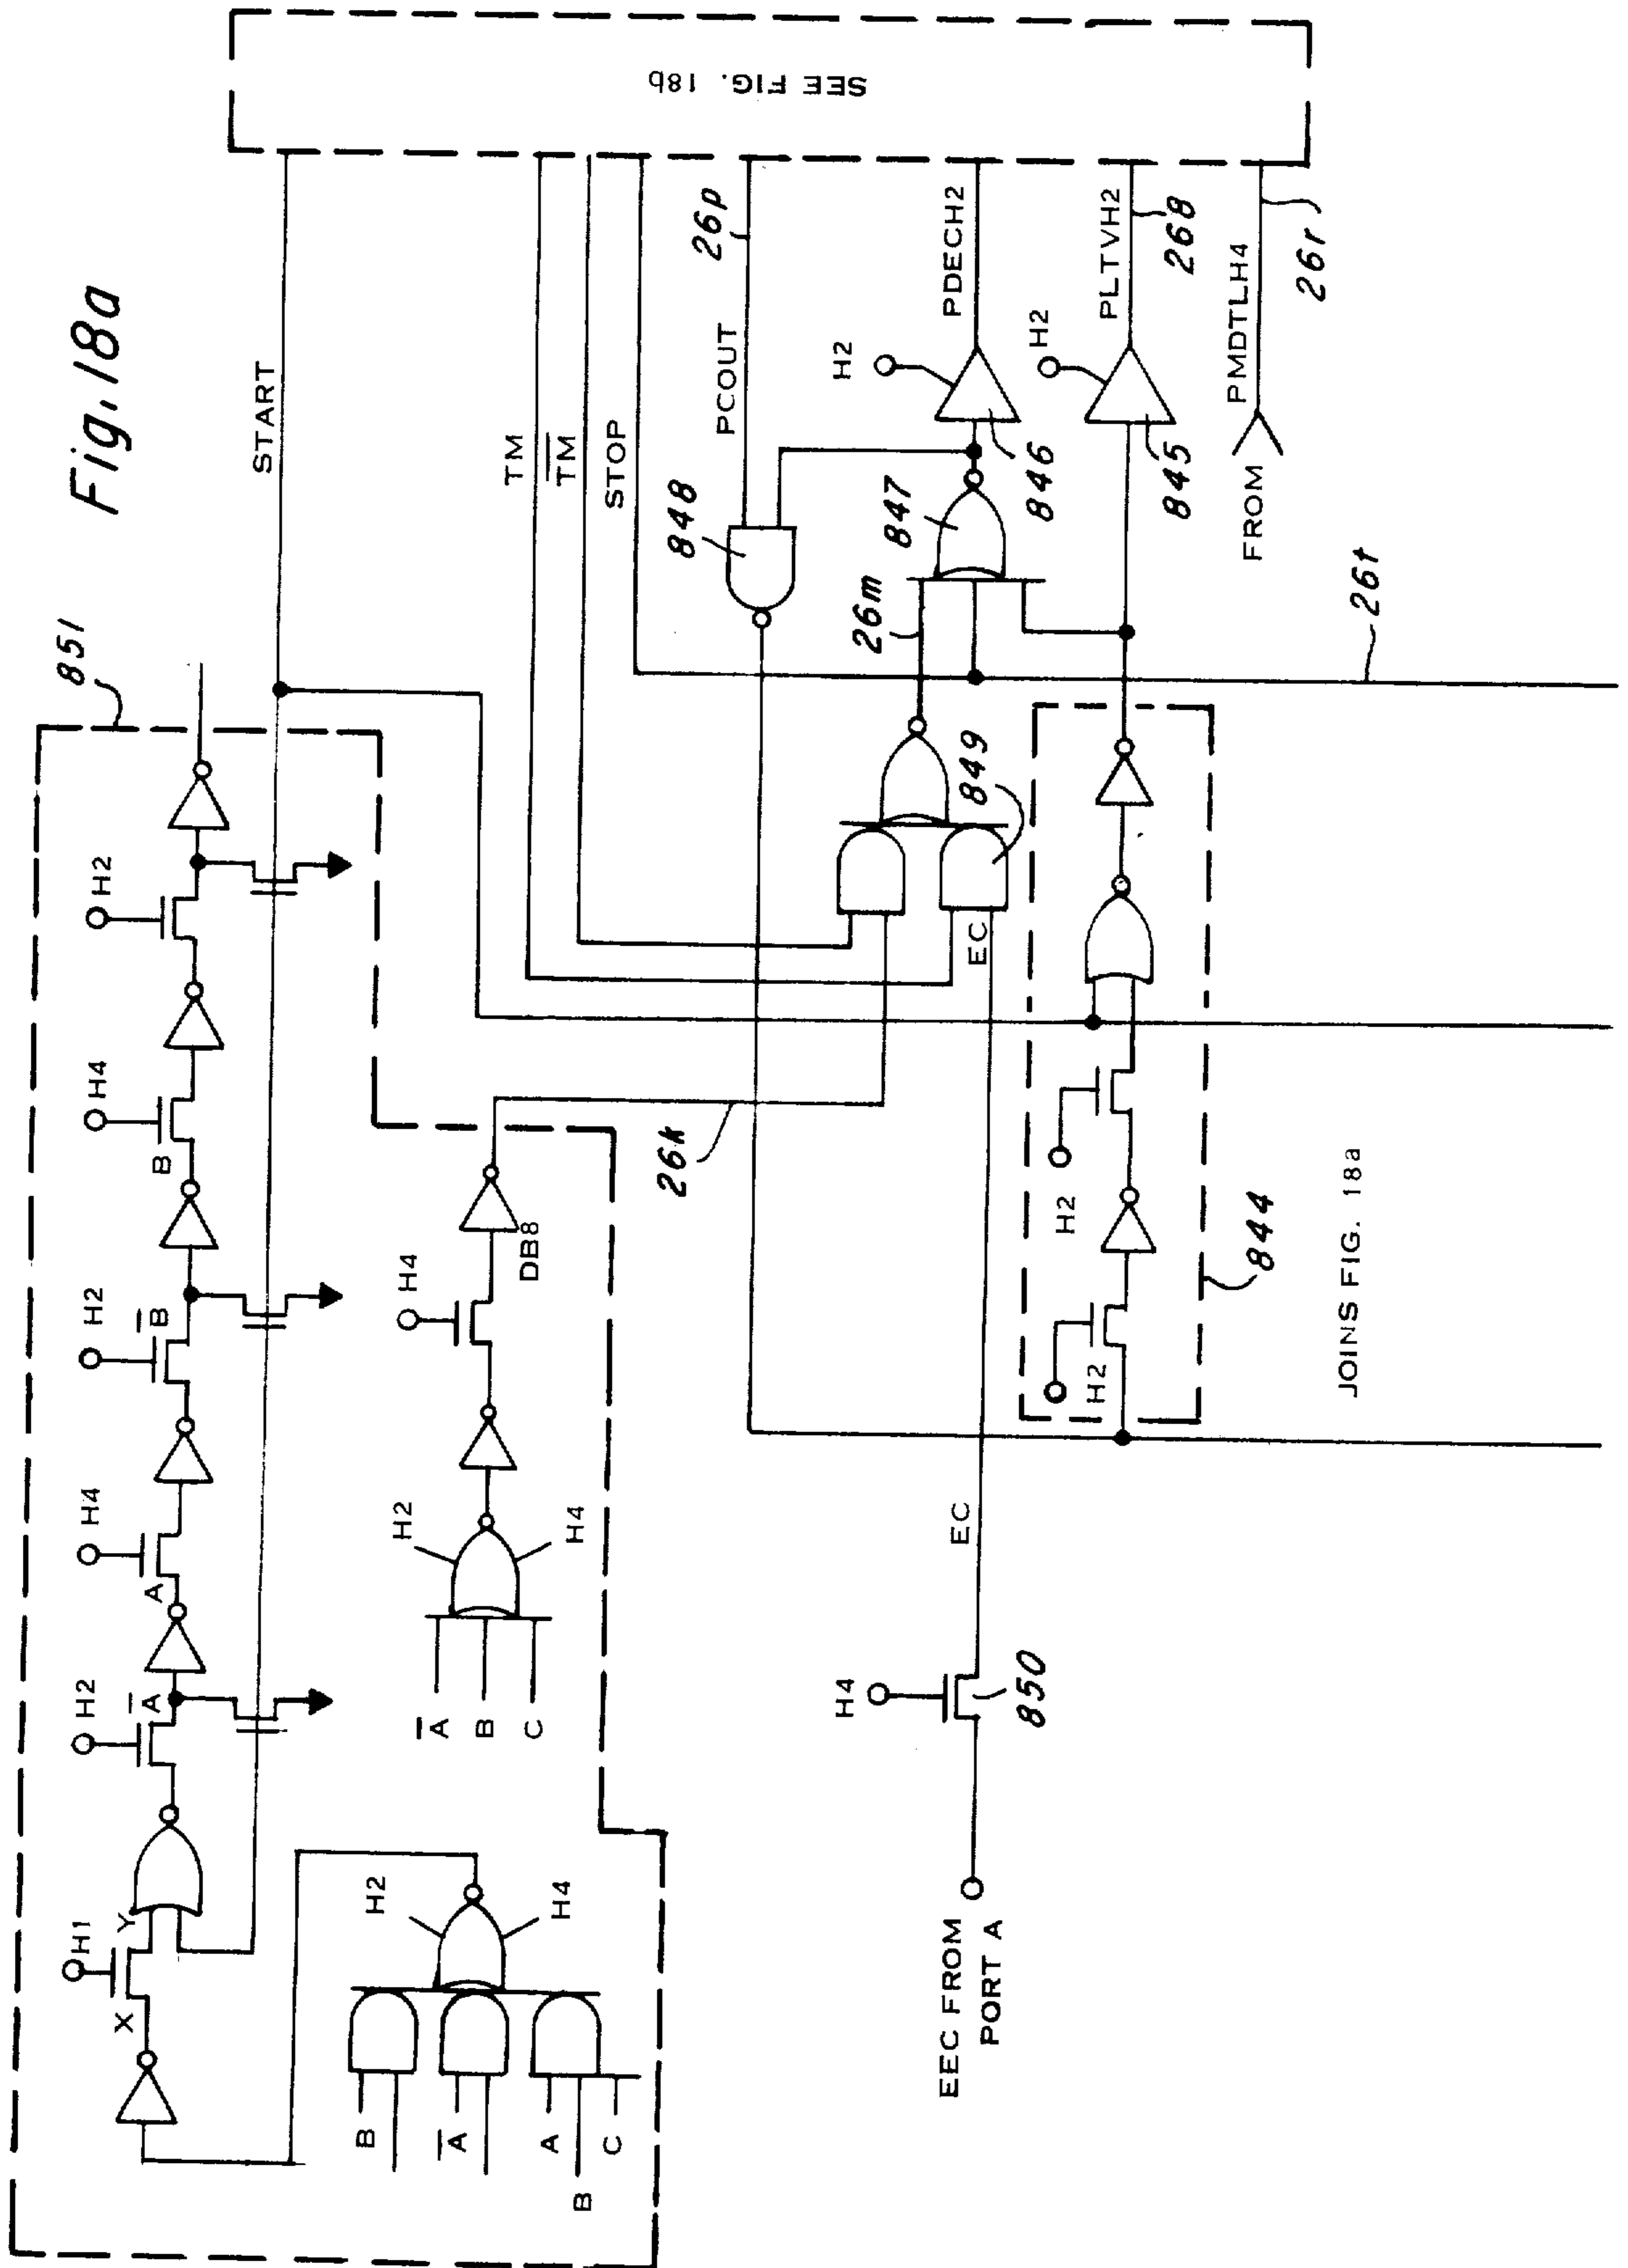 Fig. 18a
851
START
TM
T̅M̅
STOP
SEE FIG. 18b
H1
X
Y
H2
A̅
A
H4
H2
B̅
B
H4
H2
B
A̅
A
B
C
H2
H4
A̅
B
C
H2
H4
H4
DB8
26k
848
PCOUT
26p
26m
847
H2
PDECH2
846
849
EC
H4
850
EC
EEC FROM
PORT A
H2
H2
844
H2
PLTVH2
268
845
FROM
PMDTLH4
26r
26t
JOINS FIG. 18a